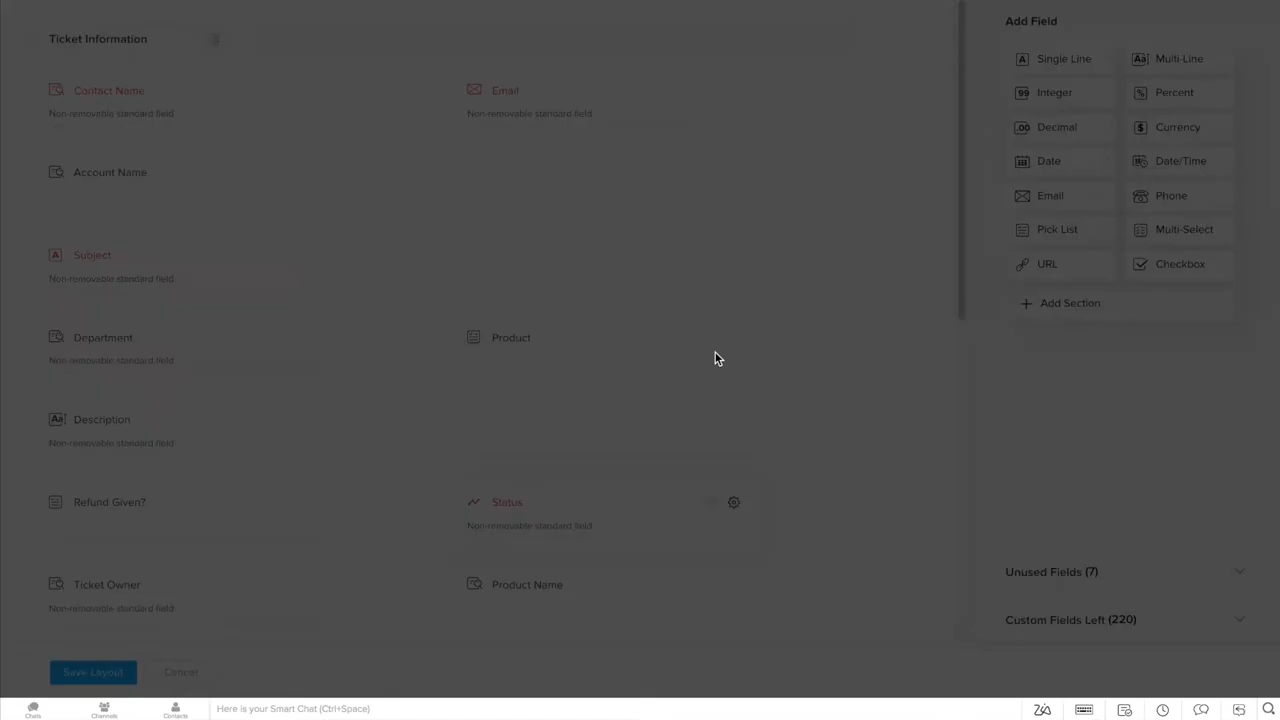 Ticket Information
Contact Name
Non-removable standard field
Email
Non-removable standard field
Account Name
Subject
Non-removable standard field
Department
Non removable standard field
Product
Description
Non-removable standard field
Refund Given?
Status
Non-removable standard field
Ticket Owner
Non-removable standard field
Product Name
Save Layout
Cancel
Add Field
Single Line
Multi-Line
Integer
Percent
Decimal
Currency
Date
Date/Time
Email
Phone
Pick List
Multi-Select
URL
Checkbox
Add Section
Unused Fields (7)
Custom Fields Left (220)
Chats
Channels
Contacts
Here is your Smart Chat (Ctrl+Space)